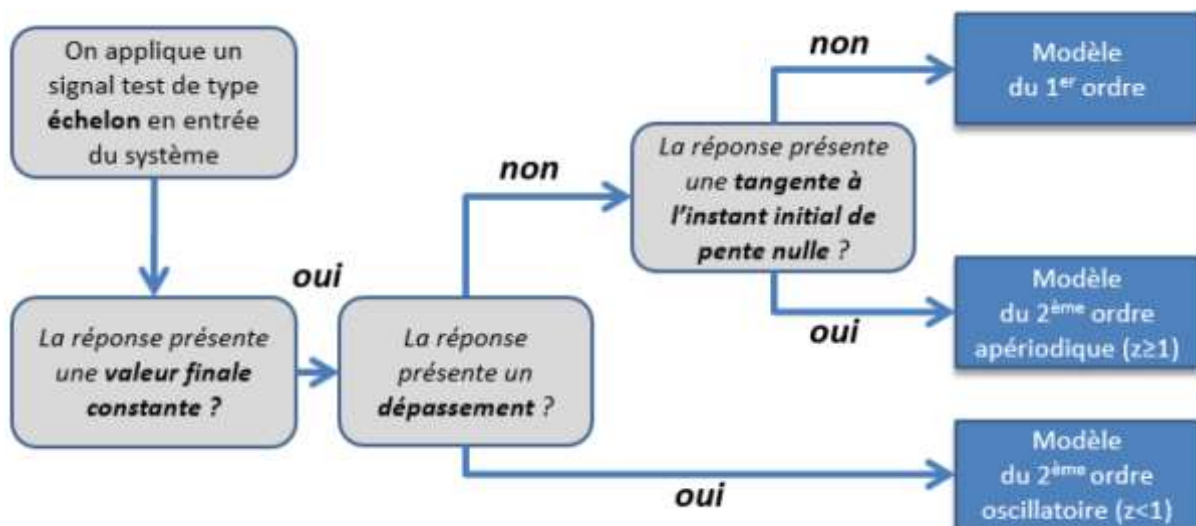 On applique un
signal test de type
échelon en entrée
du système
oui
La réponse présente
une valeur finale
constante ?
La réponse
présente un
dépassement ?
non
La réponse présente
une tangente à
l'instant initial de
pente nulle ?
non
Modèle
du 1er ordre
oui
Modèle
du 2ème ordre
apériodique (z≥1)
oui
Modèle
du 2ème ordre
oscillatoire (z<1)